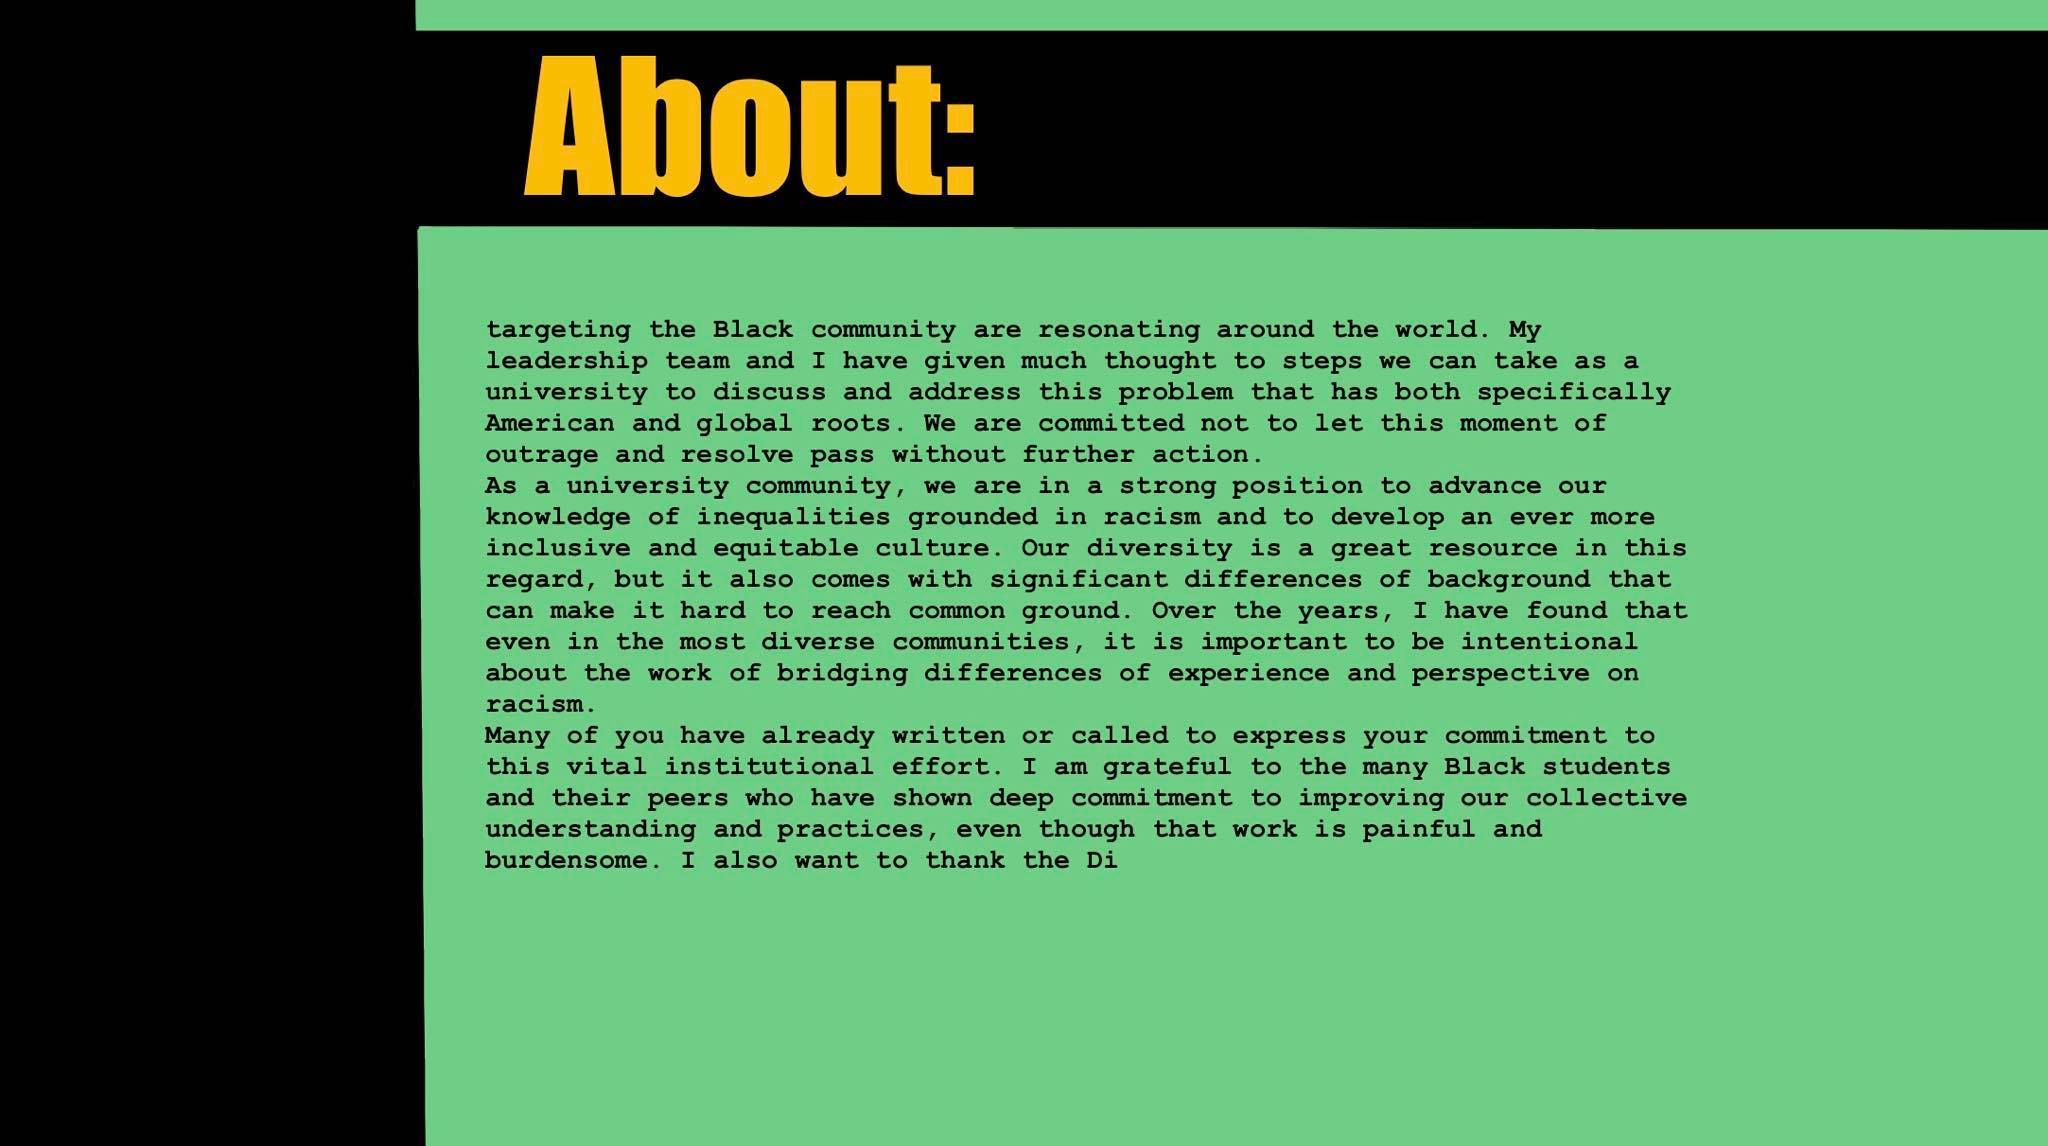 About:
targeting the Black community are resonating around the world. My
leadership team and I have given much thought to steps we can take as a
university to discuss and address this problem that has both specifically
American and global roots. We are committed not to let this moment of
outrage and resolve pass without further action.
As a university community, we are in a strong position to advance our
knowledge of inequalities grounded in racism and to develop an ever more
inclusive and equitable culture. Our diversity is a great resource in this
regard, but it also comes with significant differences of background that
can make it hard to reach common ground. Over the years, I have found that
even in the most diverse communities, it is important to be intentional
about the work of bridging differences of experience and perspective on
racism.
Many of you have already written or called to express your commitment to
this vital institutional effort. I am grateful to the many Black students
and their peers who have shown deep commitment to improving our collective
understanding and practices, even though that work is painful and
burdensome. I also want to thank the Di